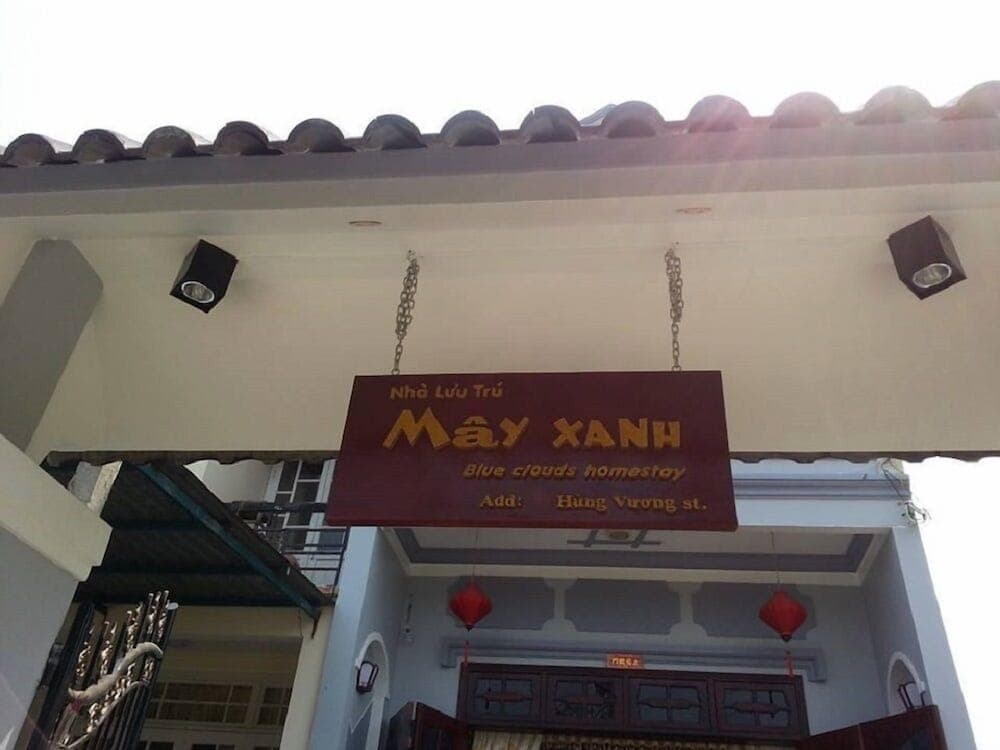 Nhà Lưu Trú
Mây XANH
Blue clouds homestay
Add: Hùng Vương st.